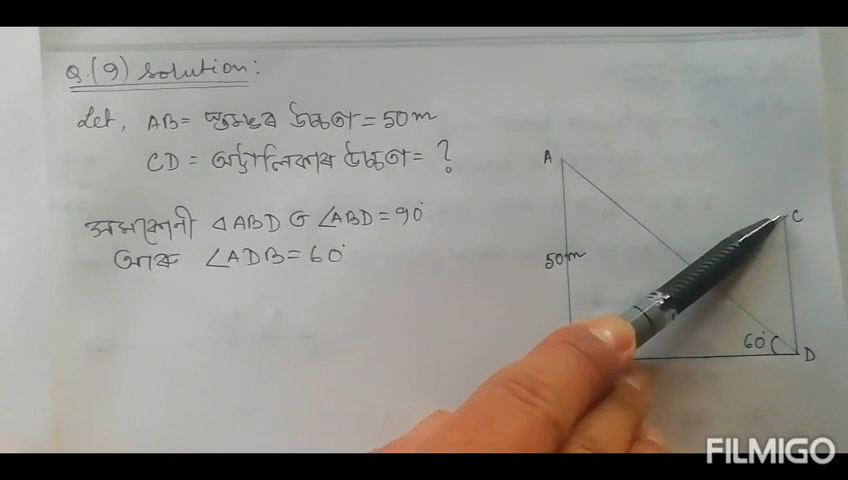 Q.(9) Solution:
Let, AB= স্তম্ভৰ উচ্চতা = 50m
CD = অট্টালিকাৰ উচ্চতা = ?
সমকোণী ΔABD ত ∠ABD = 90°
আৰু ∠ADB = 60°
A
C
50m
60°
D
FILMIGO